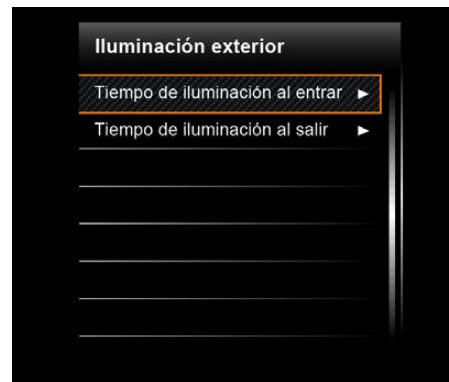 Iluminación exterior
Tiempo de iluminación al entrar ►
Tiempo de iluminación al salir ►